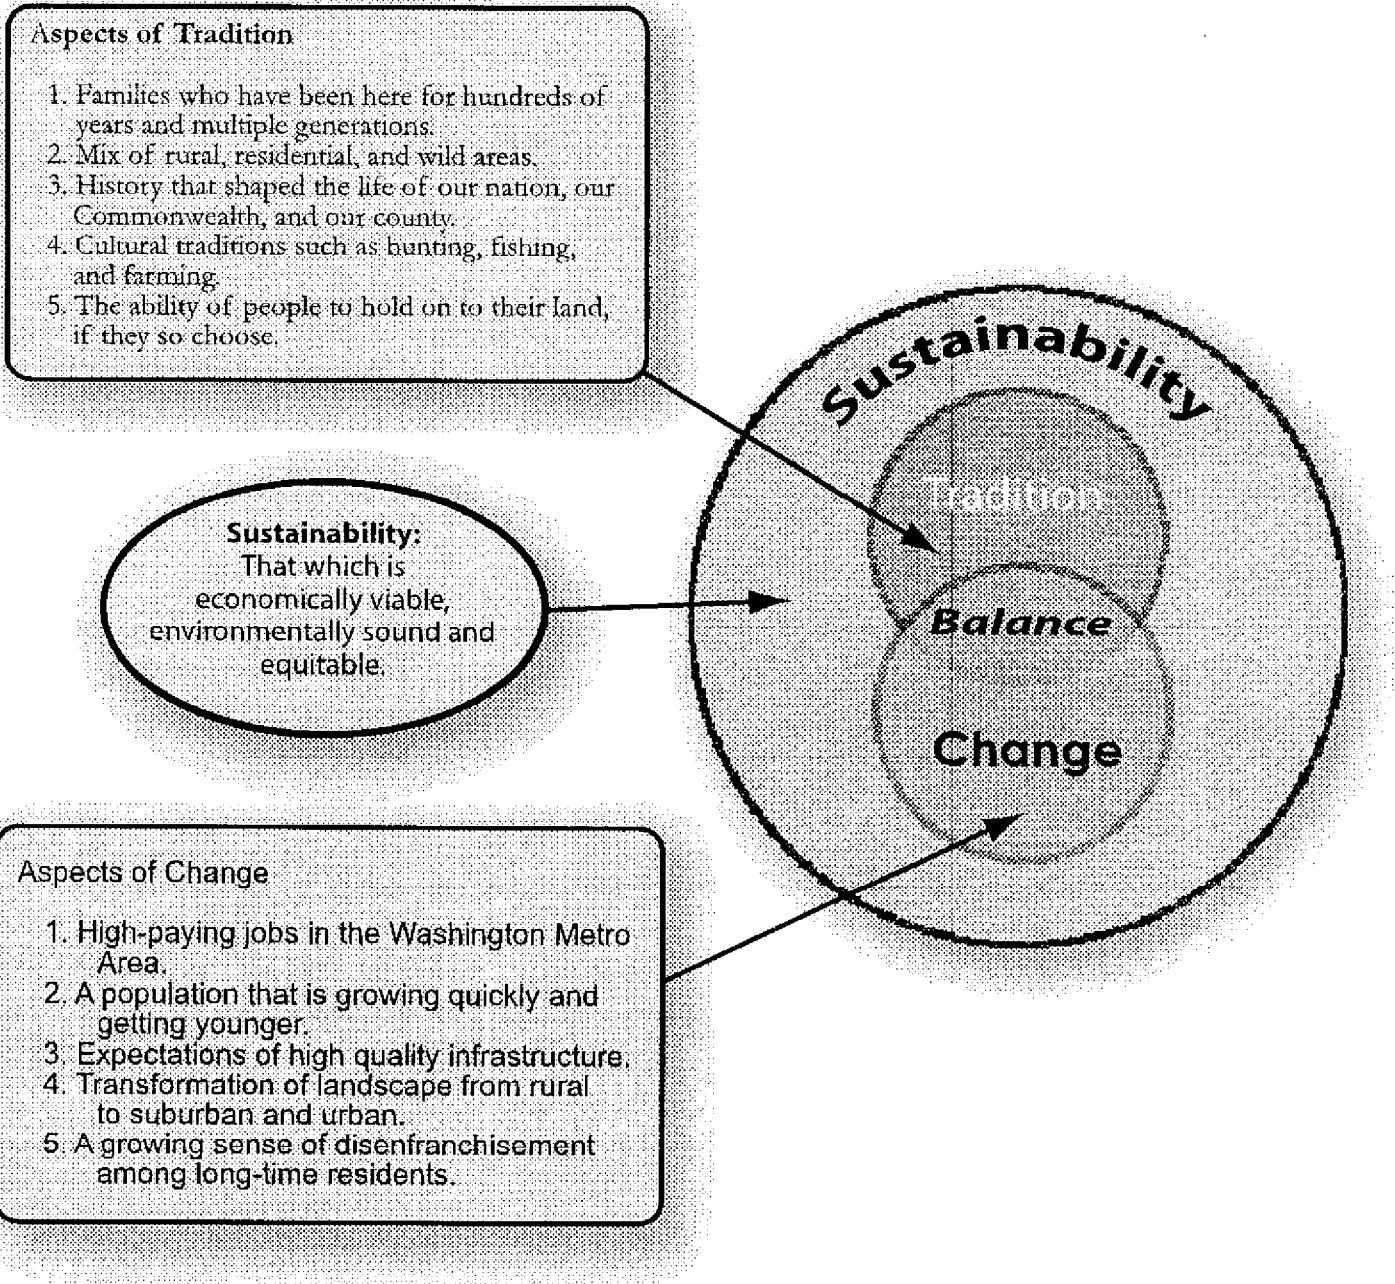 Aspects of Tradition
1. Families who have been here for hundreds of
years and multiple generations.
2. Mix of rural, residential, and wild areas.
3. History that shaped the life of our nation, our
Commonwealth, and our county.
4. Cultural traditions such as hunting, fishing,
and farming.
5. The ability of people to hold on to their land,
if they so choose.
Sustainability:
That which is
economically viable,
environmentally sound and
equitable.
Aspects of Change
1. High-paying jobs in the Washington Metro
Area.
2. A population that is growing quickly and
getting younger.
3. Expectations of high quality infrastructure.
4. Transformation of landscape from rural
to suburban and urban.
5. A growing sense of disenfranchisement
among long-time residents.
Sustainability
Tradition
Balance
Change